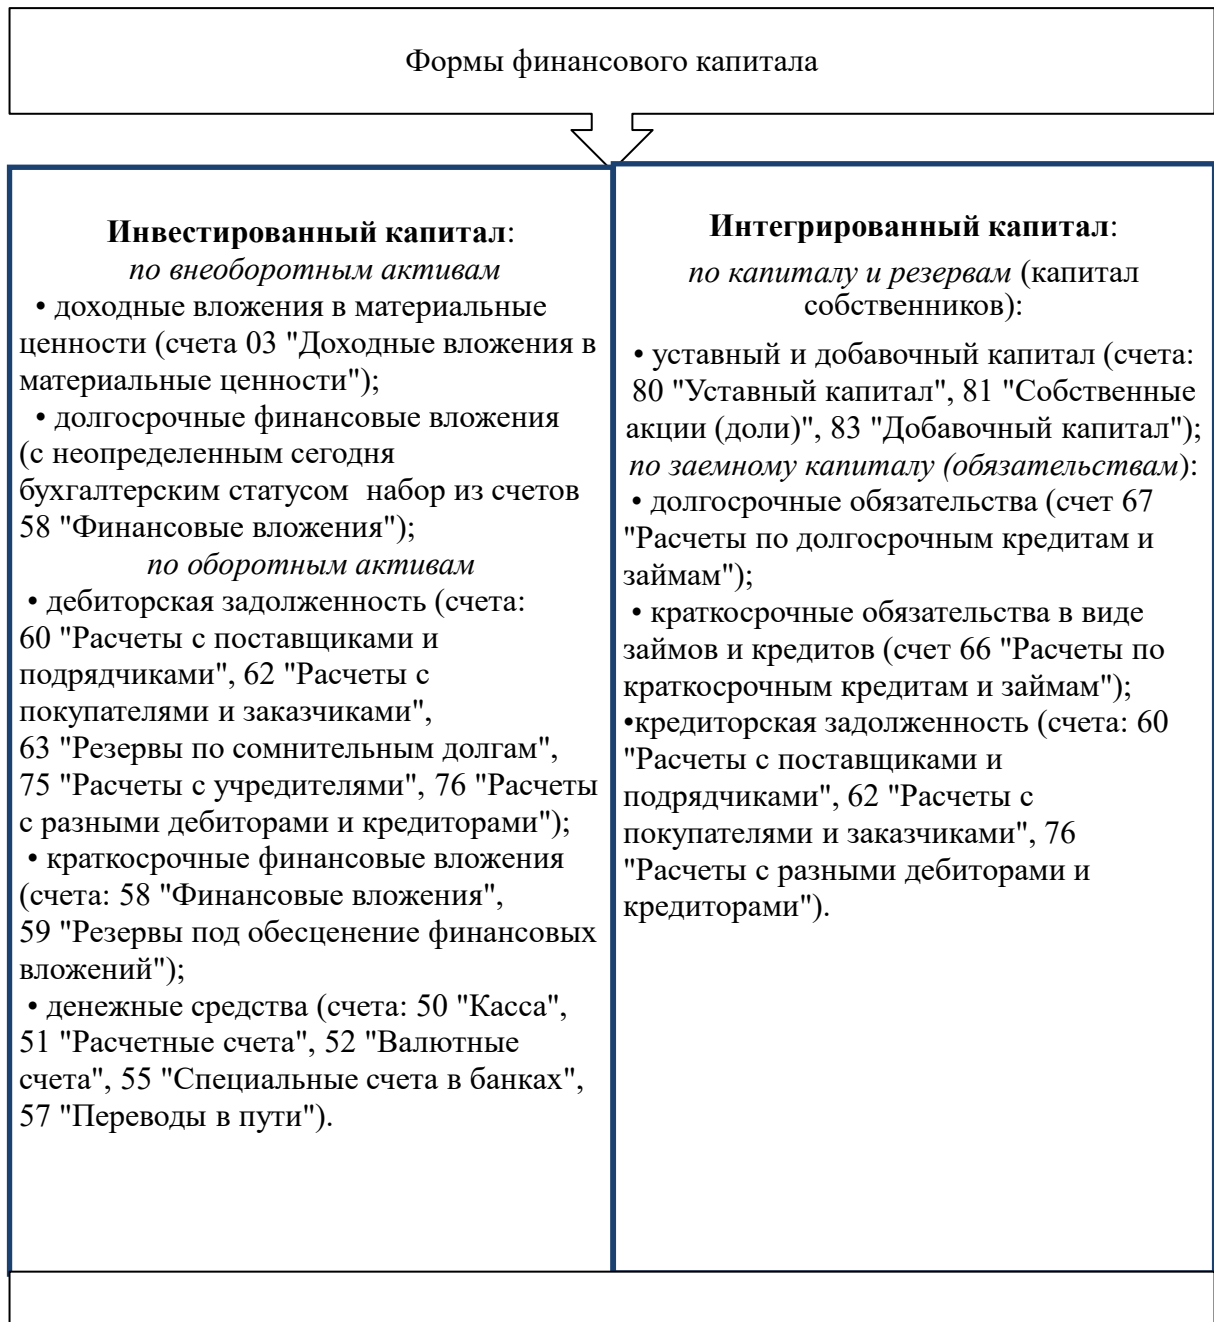 Формы финансового капитала
Инвестированный капитал:
по внеоборотным активам
• доходные вложения в материальные
ценности (счета 03 "Доходные вложения в
материальные ценности");
• долгосрочные финансовые вложения
(с неопределенным сегодня
бухгалтерским статусом набор из счетов
58 "Финансовые вложения");
по оборотным активам
• дебиторская задолженность (счета:
60 "Расчеты с поставщиками и
подрядчиками", 62 "Расчеты с
покупателями и заказчиками",
63 "Резервы по сомнительным долгам",
75 "Расчеты с учредителями", 76 "Расчеты
с разными дебиторами и кредиторами");
• краткосрочные финансовые вложения
(счета: 58 "Финансовые вложения",
59 "Резервы под обесценение финансовых
вложений");
• денежные средства (счета: 50 "Касса",
51 "Расчетные счета", 52 "Валютные
счета", 55 "Специальные счета в банках",
57 "Переводы в пути").
Интегрированный капитал:
по капиталу и резервам (капитал
собственников):
• уставный и добавочный капитал (счета:
80 "Уставный капитал", 81 "Собственные
акции (доли)", 83 "Добавочный капитал");
по заемному капиталу (обязательствам):
• долгосрочные обязательства (счет 67
"Расчеты по долгосрочным кредитам и
займам");
• краткосрочные обязательства в виде
займов и кредитов (счет 66 "Расчеты по
краткосрочным кредитам и займам");
•кредиторская задолженность (счета: 60
"Расчеты с поставщиками и
подрядчиками", 62 "Расчеты с
покупателями и заказчиками", 76
"Расчеты с разными дебиторами и
кредиторами").